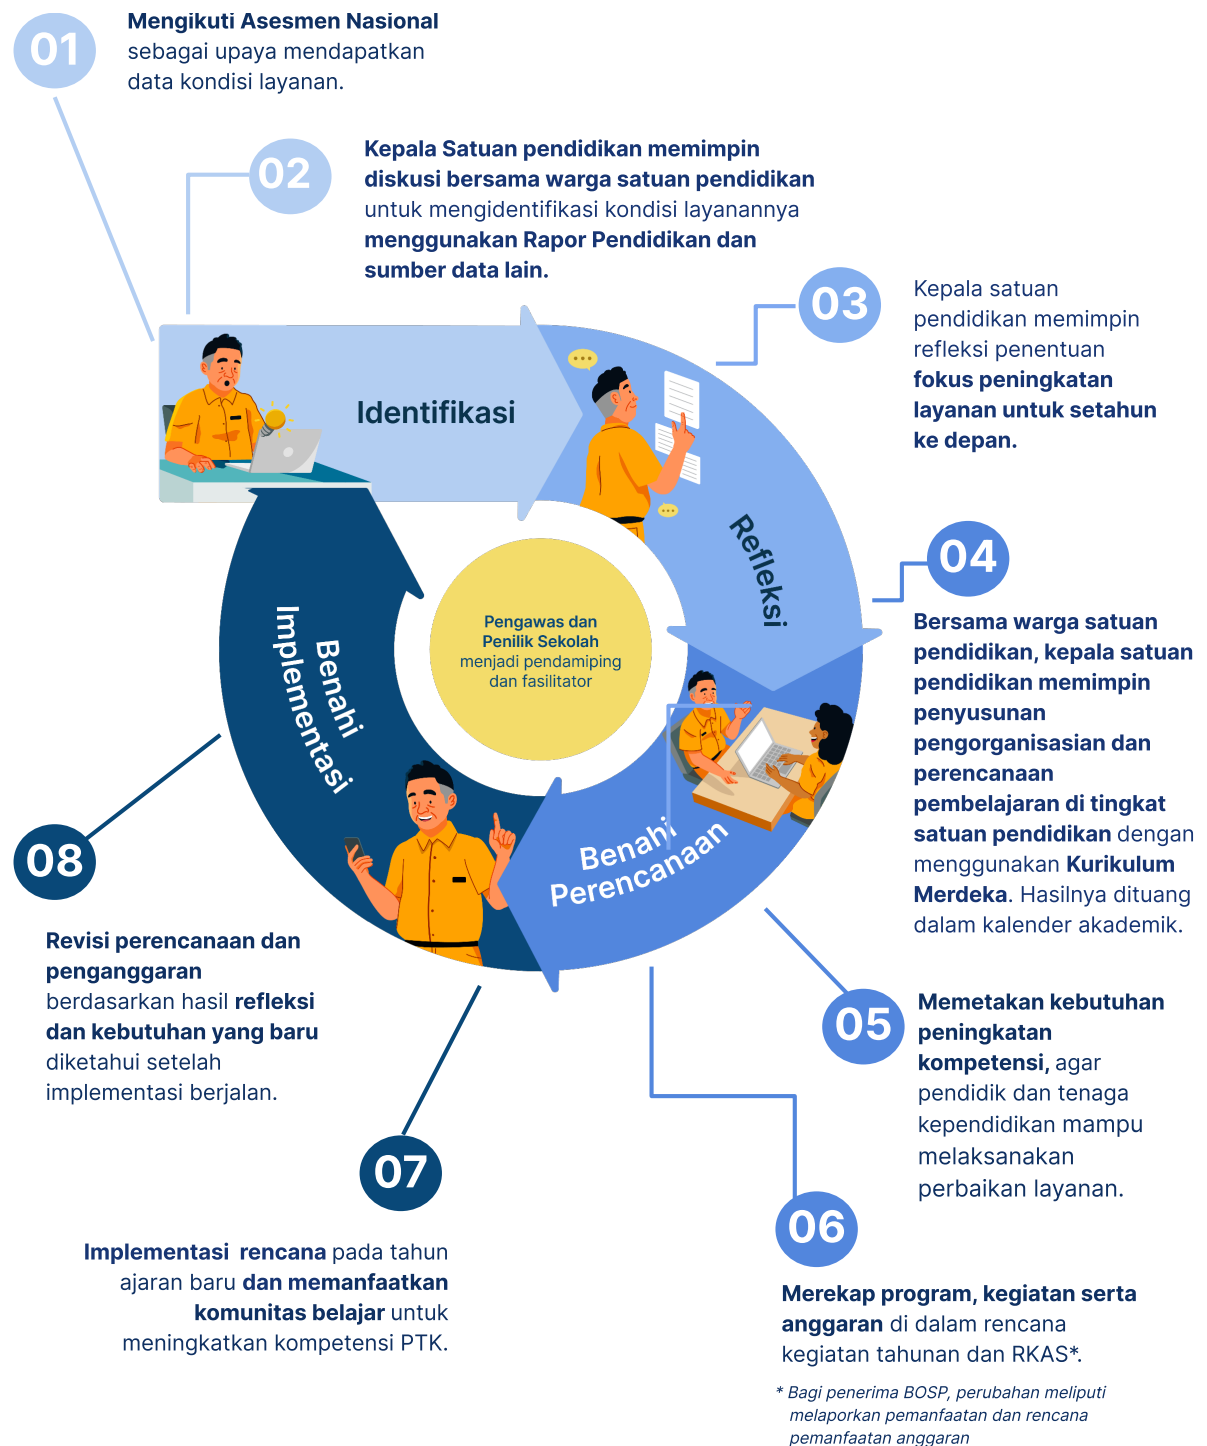 01
Mengikuti Asesmen Nasional
sebagai upaya mendapatkan
data kondisi layanan.
02
Kepala Satuan pendidikan memimpin
diskusi bersama warga satuan pendidikan
untuk mengidentifikasi kondisi layanannya
menggunakan Rapor Pendidikan dan
sumber data lain.
03
Kepala satuan
pendidikan memimpin
refleksi penentuan
fokus peningkatan
layanan untuk setahun
ke depan.
Identifikasi
Refleksi
04
Bersama warga satuan
pendidikan, kepala satuan
pendidikan memimpin
penyusunan
pengorganisasian dan
perencanaan
pembelajaran di tingkat
satuan pendidikan dengan
menggunakan Kurikulum
Merdeka. Hasilnya dituang
dalam kalender akademik.
Pengawas dan
Penilik Sekolah
menjadi pendamiping
dan fasilitator
Benahi
Implementasi
Benahi
Perencanaan
05
Memetakan kebutuhan
peningkatan
kompetensi, agar
pendidik dan tenaga
kependidikan mampu
melaksanakan
perbaikan layanan.
06
Merekap program, kegiatan serta
anggaran di dalam rencana
kegiatan tahunan dan RKAS*.
* Bagi penerima BOSP, perubahan meliputi
melaporkan pemanfaatan dan rencana
pemanfaatan anggaran
07
Implementasi rencana pada tahun
ajaran baru dan memanfaatkan
komunitas belajar untuk
meningkatkan kompetensi PTK.
08
Revisi perencanaan dan
penganggaran
berdasarkan hasil refleksi
dan kebutuhan yang baru
diketahui setelah
implementasi berjalan.